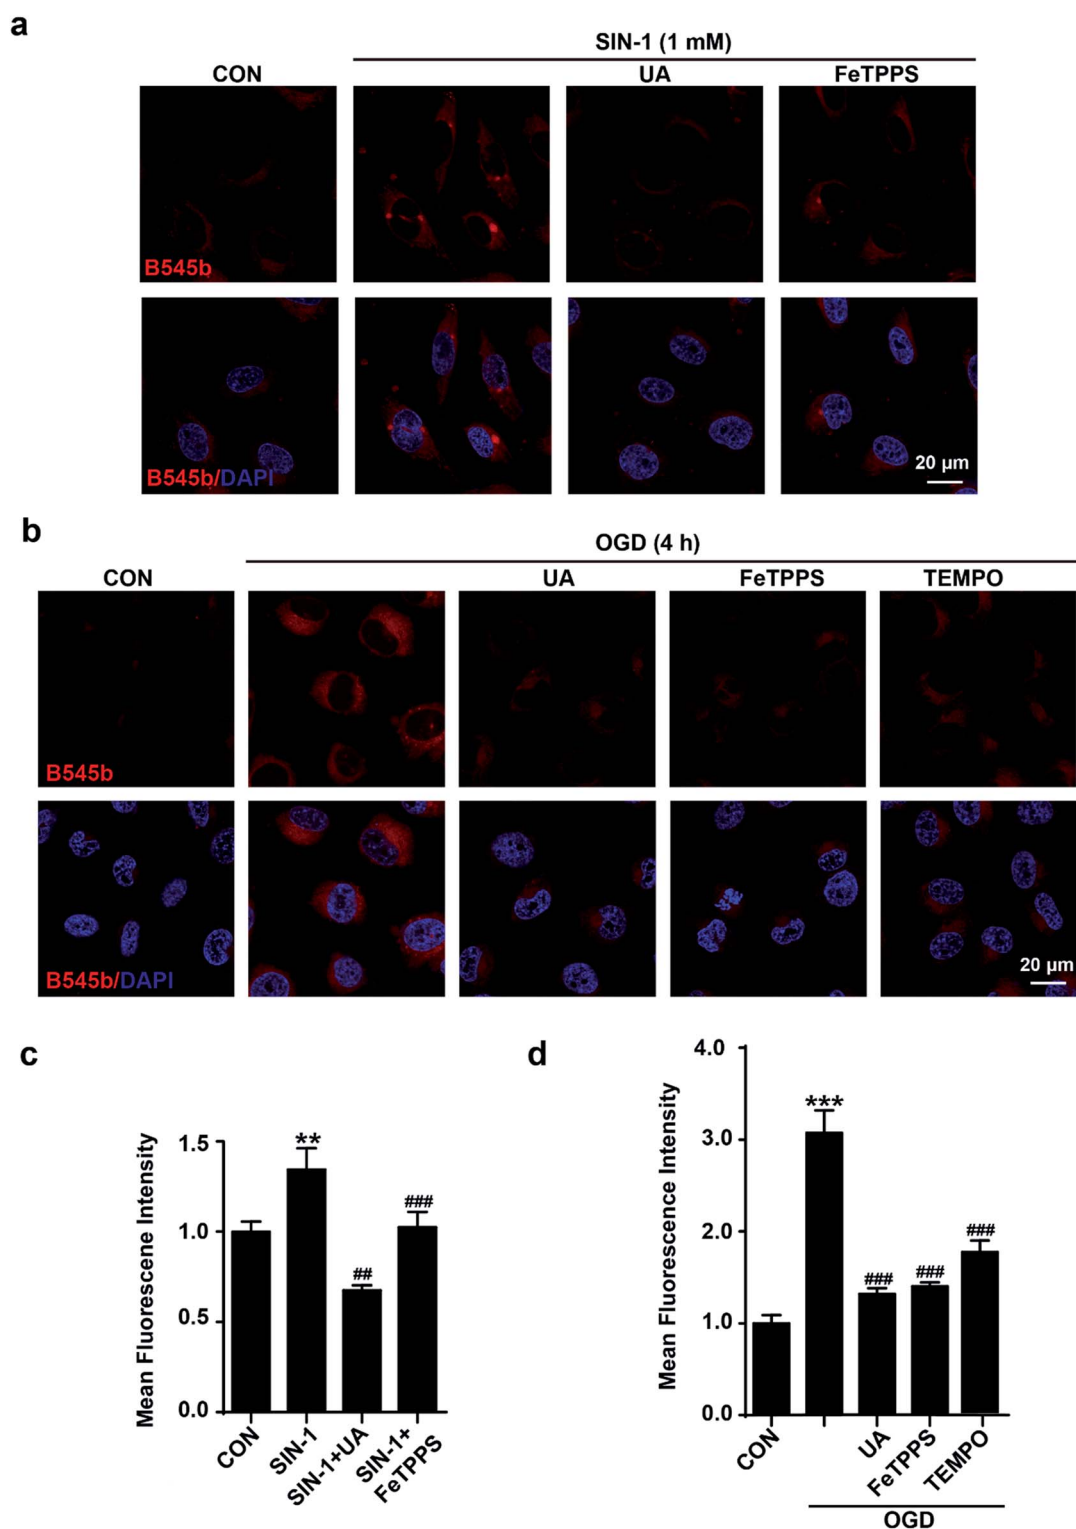 a
SIN-1 (1 mM)
CON UA FeTPPS
B545b
B545b/DAPI
20 µm
b
OGD (4 h)
CON UA FeTPPS TEMPO
B545b
B545b/DAPI
20 µm
c
Mean Fluorescene Intensity
1.5
1.0
0.5
0.0
**
##
###
CON
SIN-1
SIN-1+UA
SIN-1+
FeTPPS
d
Mean Fluorescence Intensity
4.0
3.0
2.0
1.0
0.0
***
###
###
###
CON
UA
FeTPPS
TEMPO
OGD